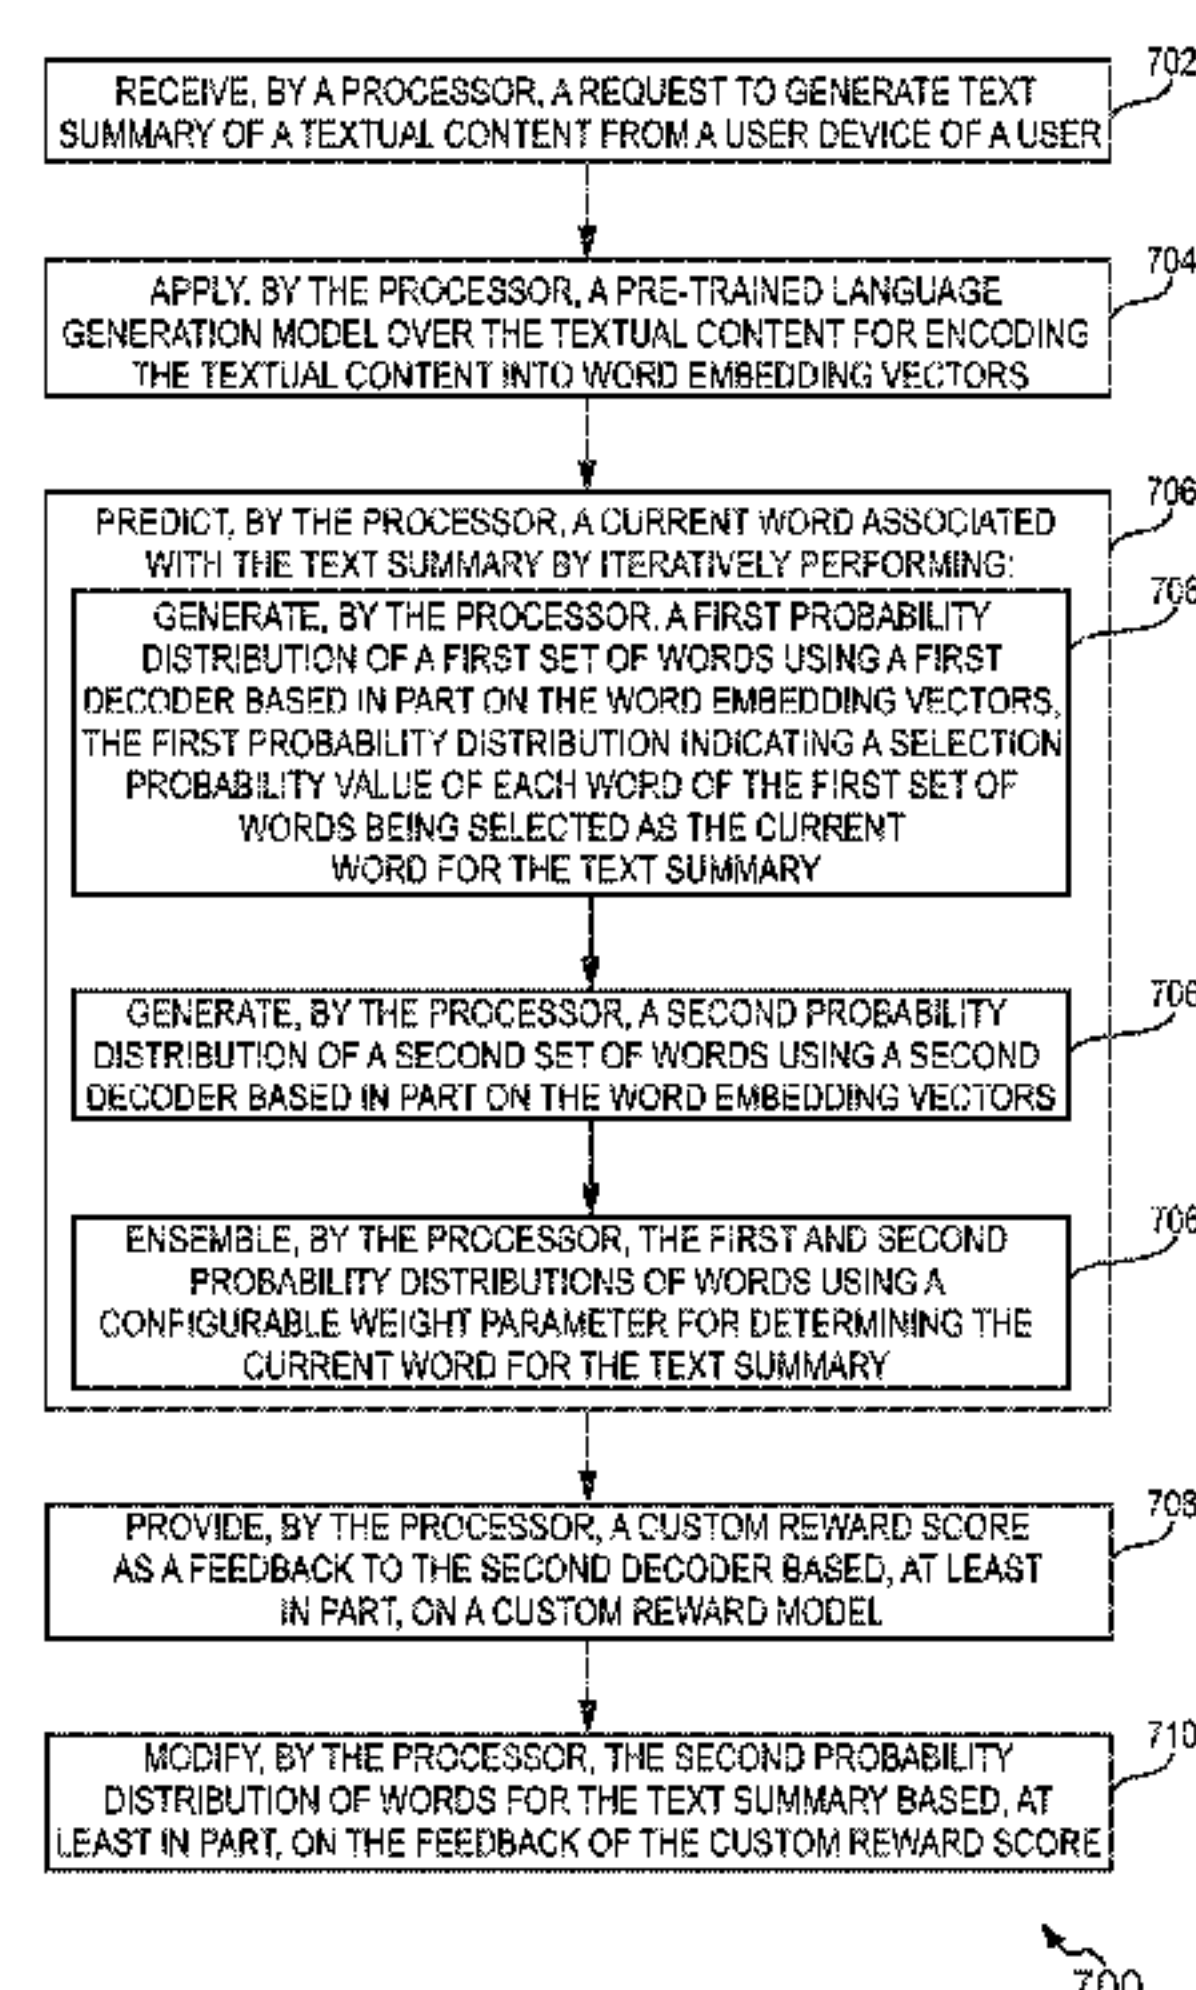 702
RECEIVE, BY A PROCESSOR, A REQUEST TO GENERATE TEXT
SUMMARY OF A TEXTUAL CONTENT FROM A USER DEVICE OF A USER
704
APPLY, BY THE PROCESSOR, A PRE-TRAINED LANGUAGE
GENERATION MODEL OVER THE TEXTUAL CONTENT FOR ENCODING
THE TEXTUAL CONTENT INTO WORD EMBEDDING VECTORS
706
PREDICT, BY THE PROCESSOR, A CURRENT WORD ASSOCIATED
WITH THE TEXT SUMMARY BY ITERATIVELY PERFORMING:
706
GENERATE, BY THE PROCESSOR, A FIRST PROBABILITY
DISTRIBUTION OF A FIRST SET OF WORDS USING A FIRST
DECODER BASED IN PART ON THE WORD EMBEDDING VECTORS,
THE FIRST PROBABILITY DISTRIBUTION INDICATING A SELECTION
PROBABILITY VALUE OF EACH WORD OF THE FIRST SET OF
WORDS BEING SELECTED AS THE CURRENT
WORD FOR THE TEXT SUMMARY
706
GENERATE, BY THE PROCESSOR, A SECOND PROBABILITY
DISTRIBUTION OF A SECOND SET OF WORDS USING A SECOND
DECODER BASED IN PART ON THE WORD EMBEDDING VECTORS
706
ENSEMBLE, BY THE PROCESSOR, THE FIRST AND SECOND
PROBABILITY DISTRIBUTIONS OF WORDS USING A
CONFIGURABLE WEIGHT PARAMETER FOR DETERMINING THE
CURRENT WORD FOR THE TEXT SUMMARY
708
PROVIDE, BY THE PROCESSOR, A CUSTOM REWARD SCORE
AS A FEEDBACK TO THE SECOND DECODER BASED, AT LEAST
IN PART, ON A CUSTOM REWARD MODEL
710
MODIFY, BY THE PROCESSOR, THE SECOND PROBABILITY
DISTRIBUTION OF WORDS FOR THE TEXT SUMMARY BASED, AT
LEAST IN PART, ON THE FEEDBACK OF THE CUSTOM REWARD SCORE
700